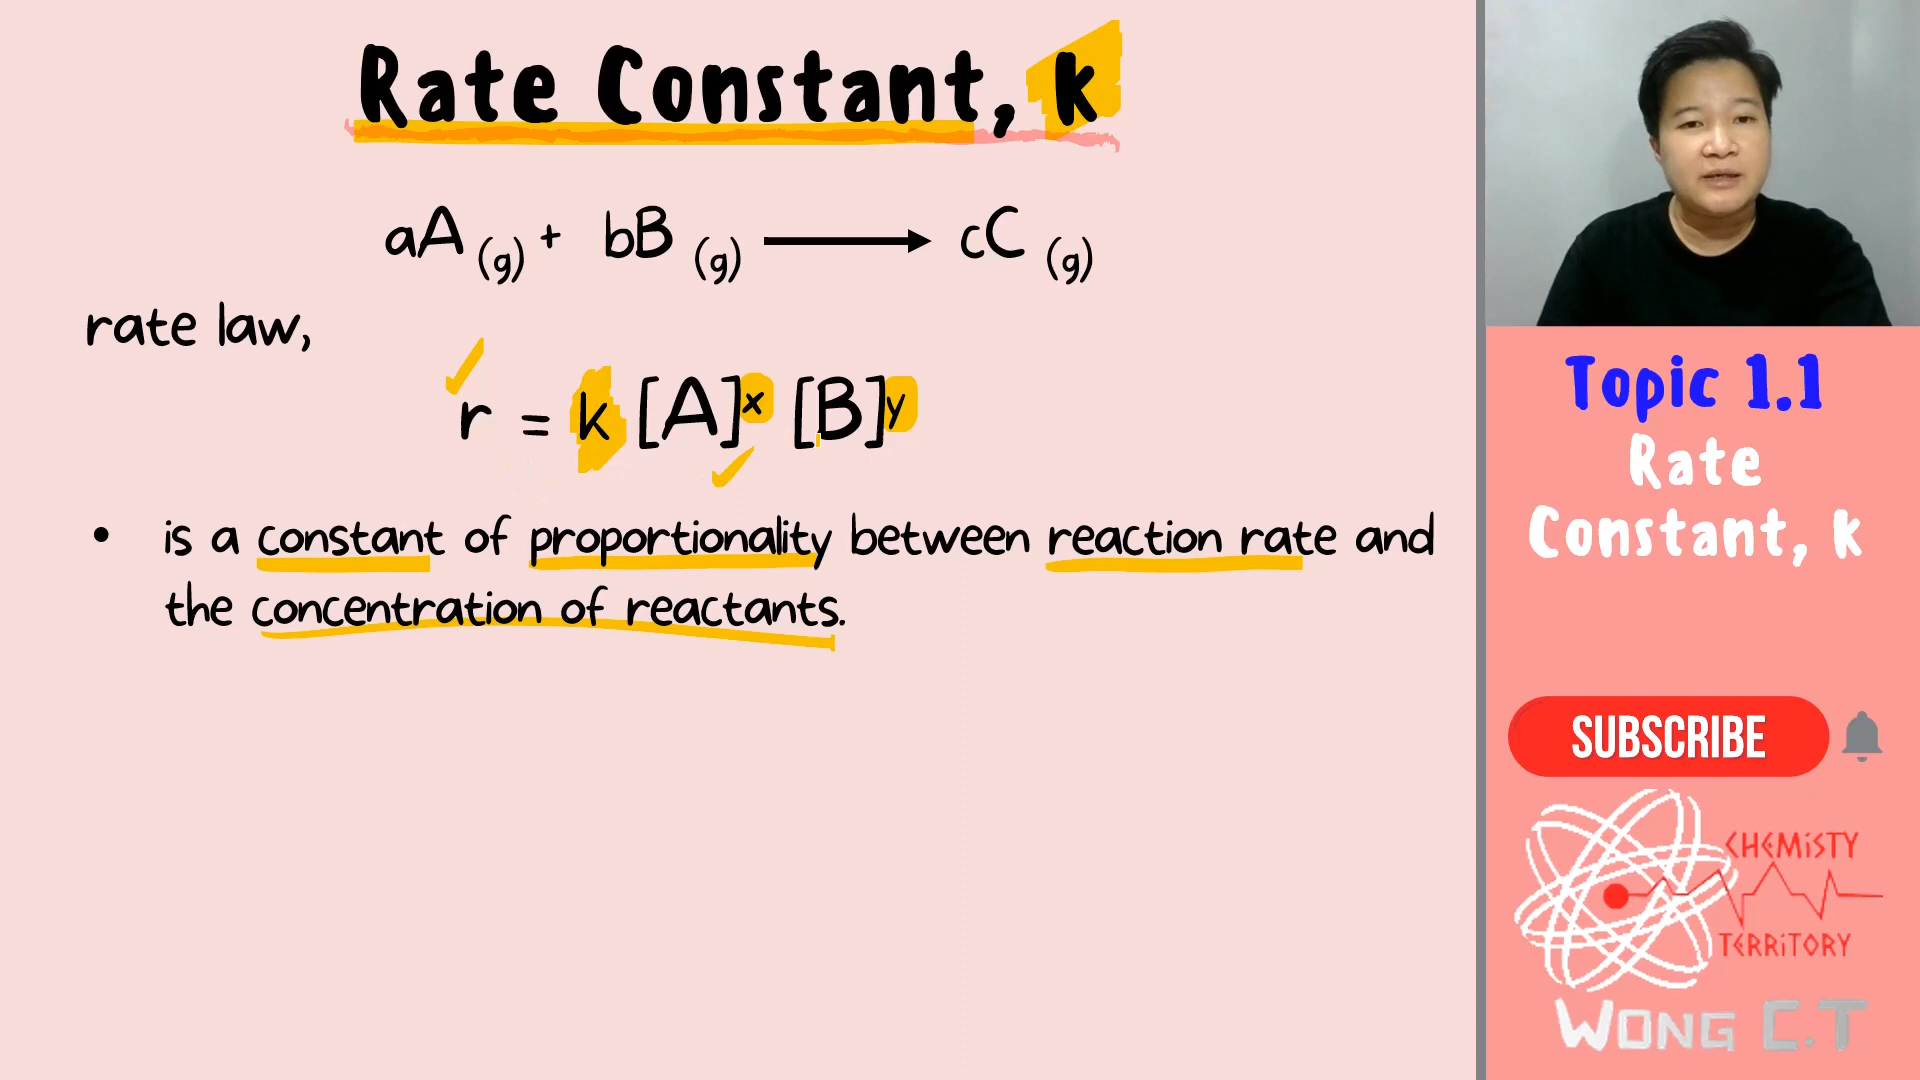 Rate Constant, k
aA (g) + bB (g) ⟶ cC (g)
rate law,
r = k [A]^x [B]^y
• is a constant of proportionality between reaction rate and
the concentration of reactants.
Topic 1.1
Rate
Constant, k
SUBSCRIBE
CHEMiSTY
TERRiTORY
WONG C.T